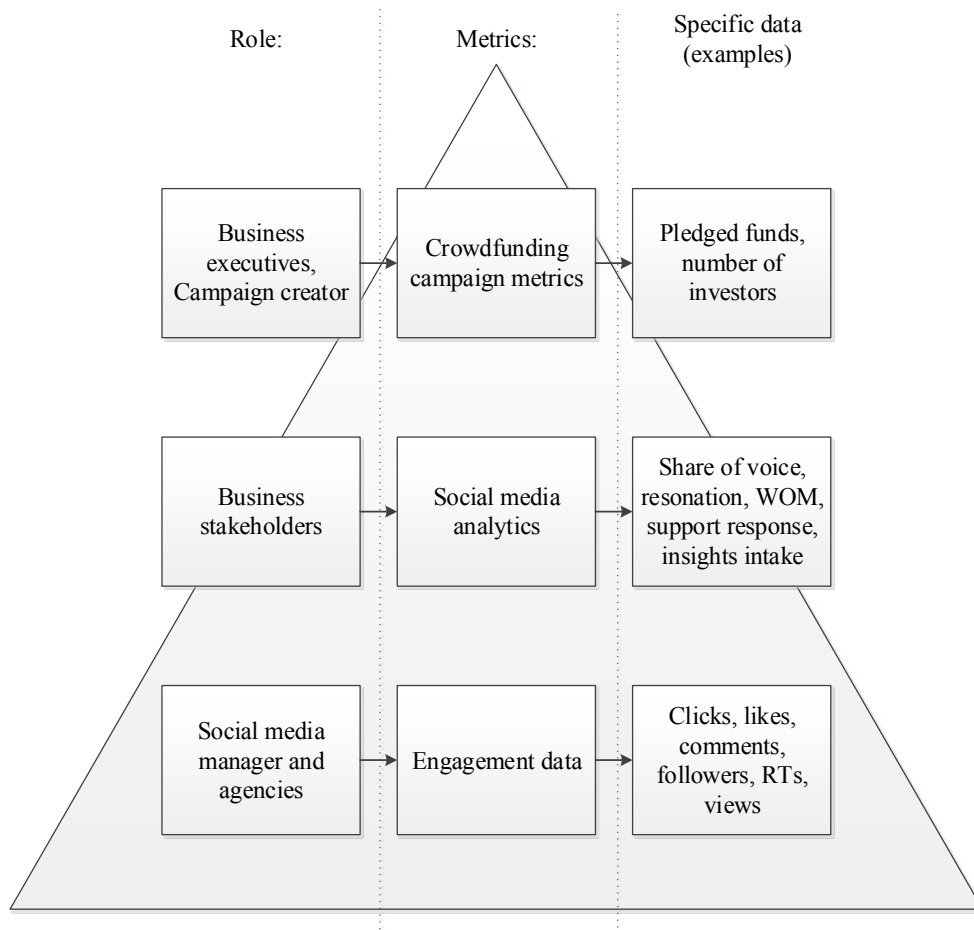 Role:
Metrics:
Specific data
(examples)
Business
executives,
Campaign creator
Crowdfunding
campaign metrics
Pledged funds,
number of
investors
Business
stakeholders
Social media
analytics
Share of voice,
resonation, WOM,
support response,
insights intake
Social media
manager and
agencies
Engagement data
Clicks, likes,
comments,
followers, RTs,
views